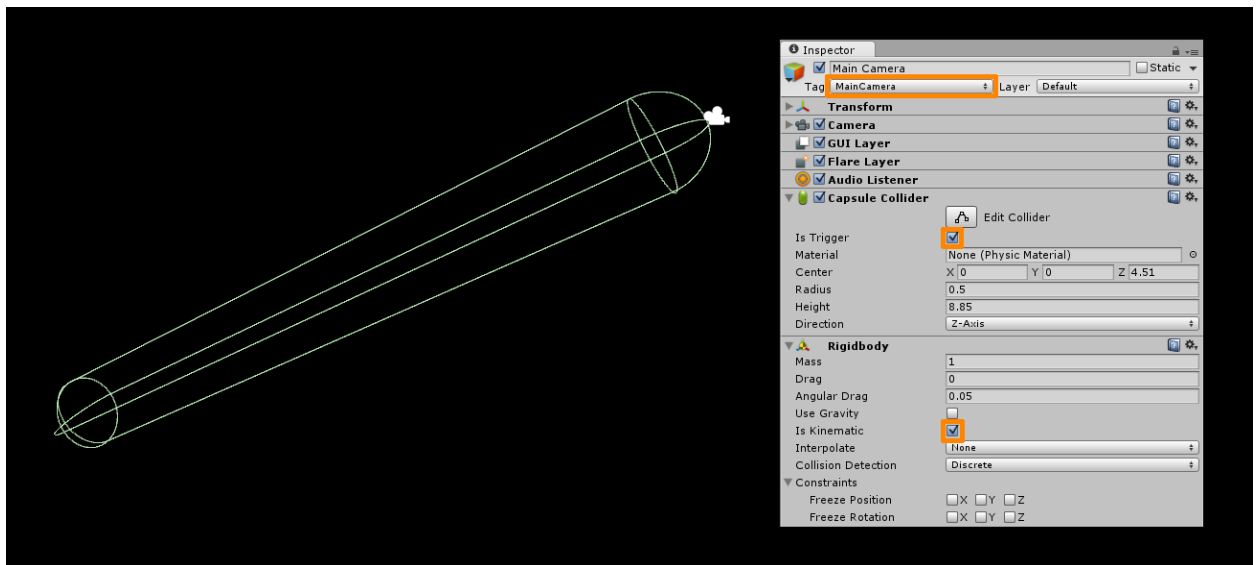 Inspector
Main Camera Static
Tag MainCamera Layer Default
Transform
Camera
GUI Layer
Flare Layer
Audio Listener
Capsule Collider
Edit Collider
Is Trigger
Material None (Physic Material)
Center X 0 Y 0 Z 4.51
Radius 0.5
Height 8.85
Direction Z-Axis
Rigidbody
Mass 1
Drag 0
Angular Drag 0.05
Use Gravity
Is Kinematic
Interpolate None
Collision Detection Discrete
Constraints
Freeze Position X Y Z
Freeze Rotation X Y Z